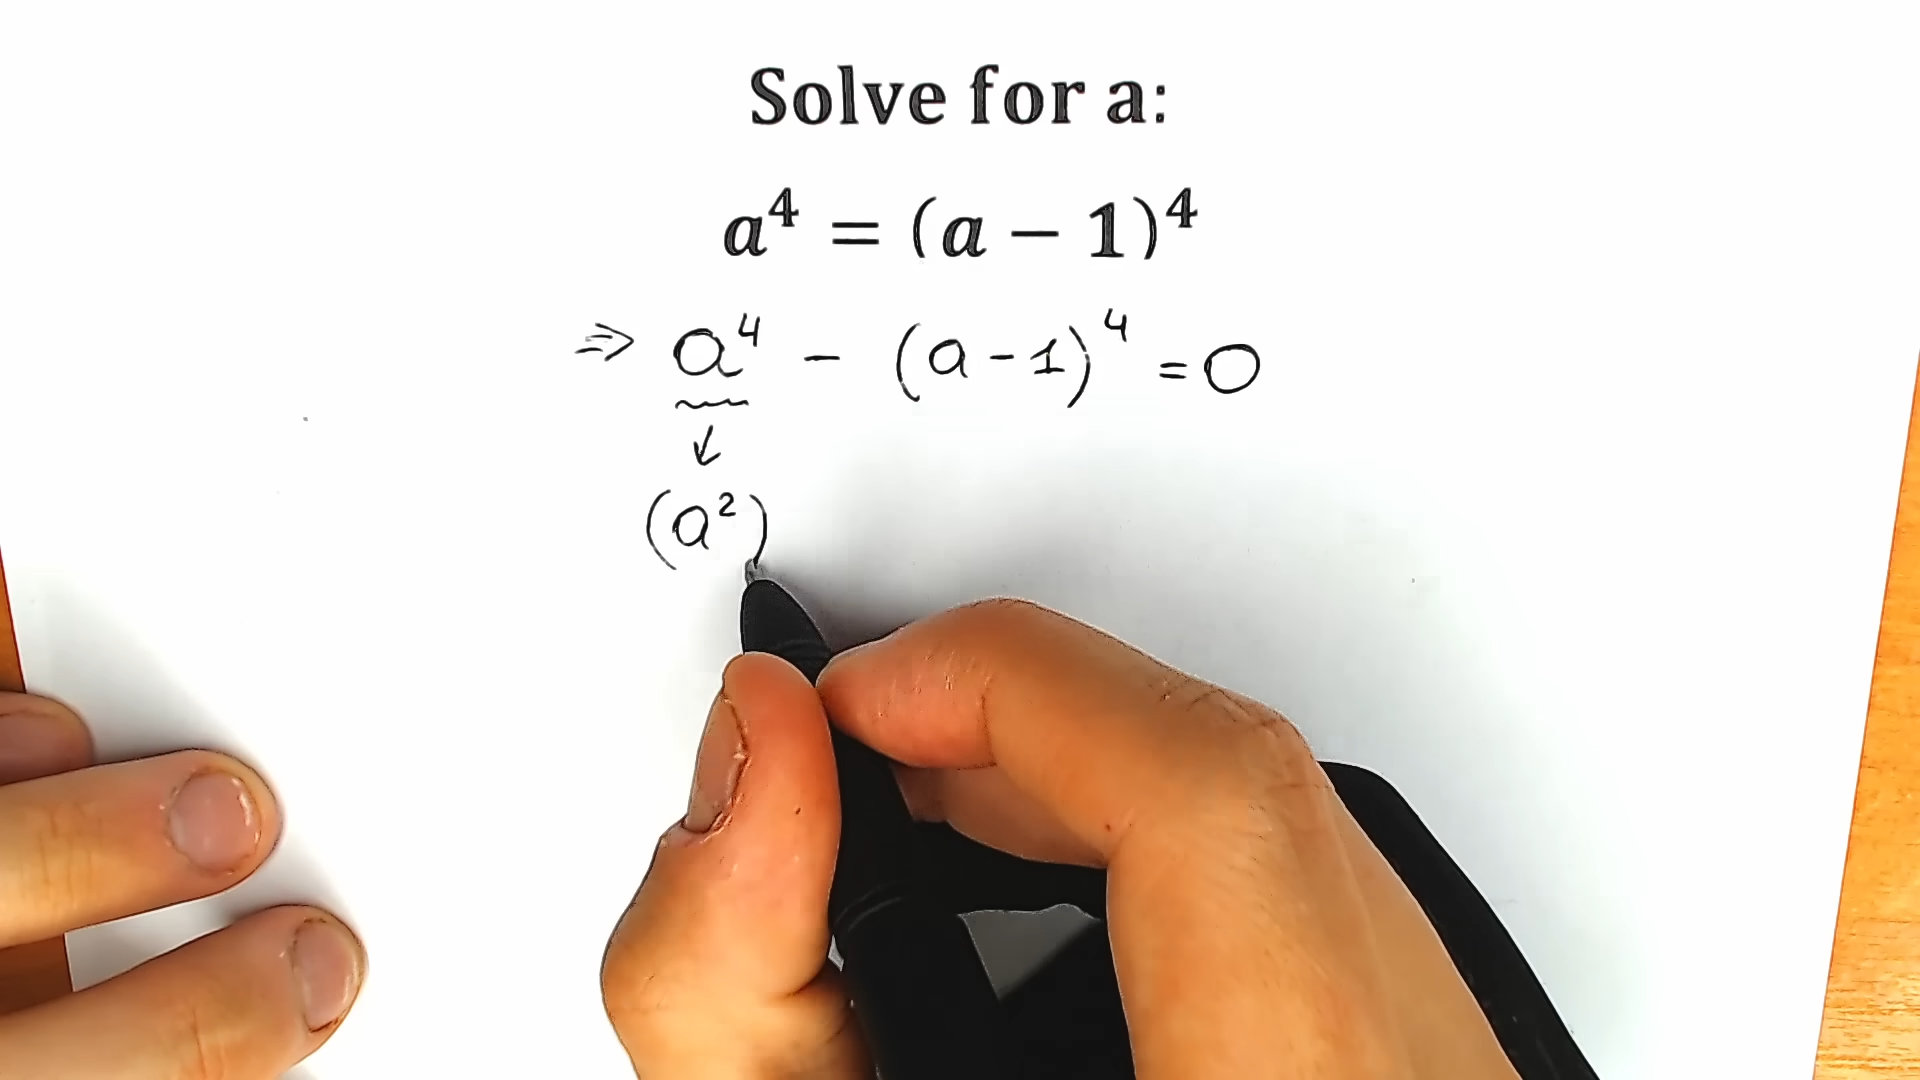 Solve for a:
a⁴ = (a − 1)⁴
⇒ a⁴ − (a − 1)⁴ = 0
↓
(a²)